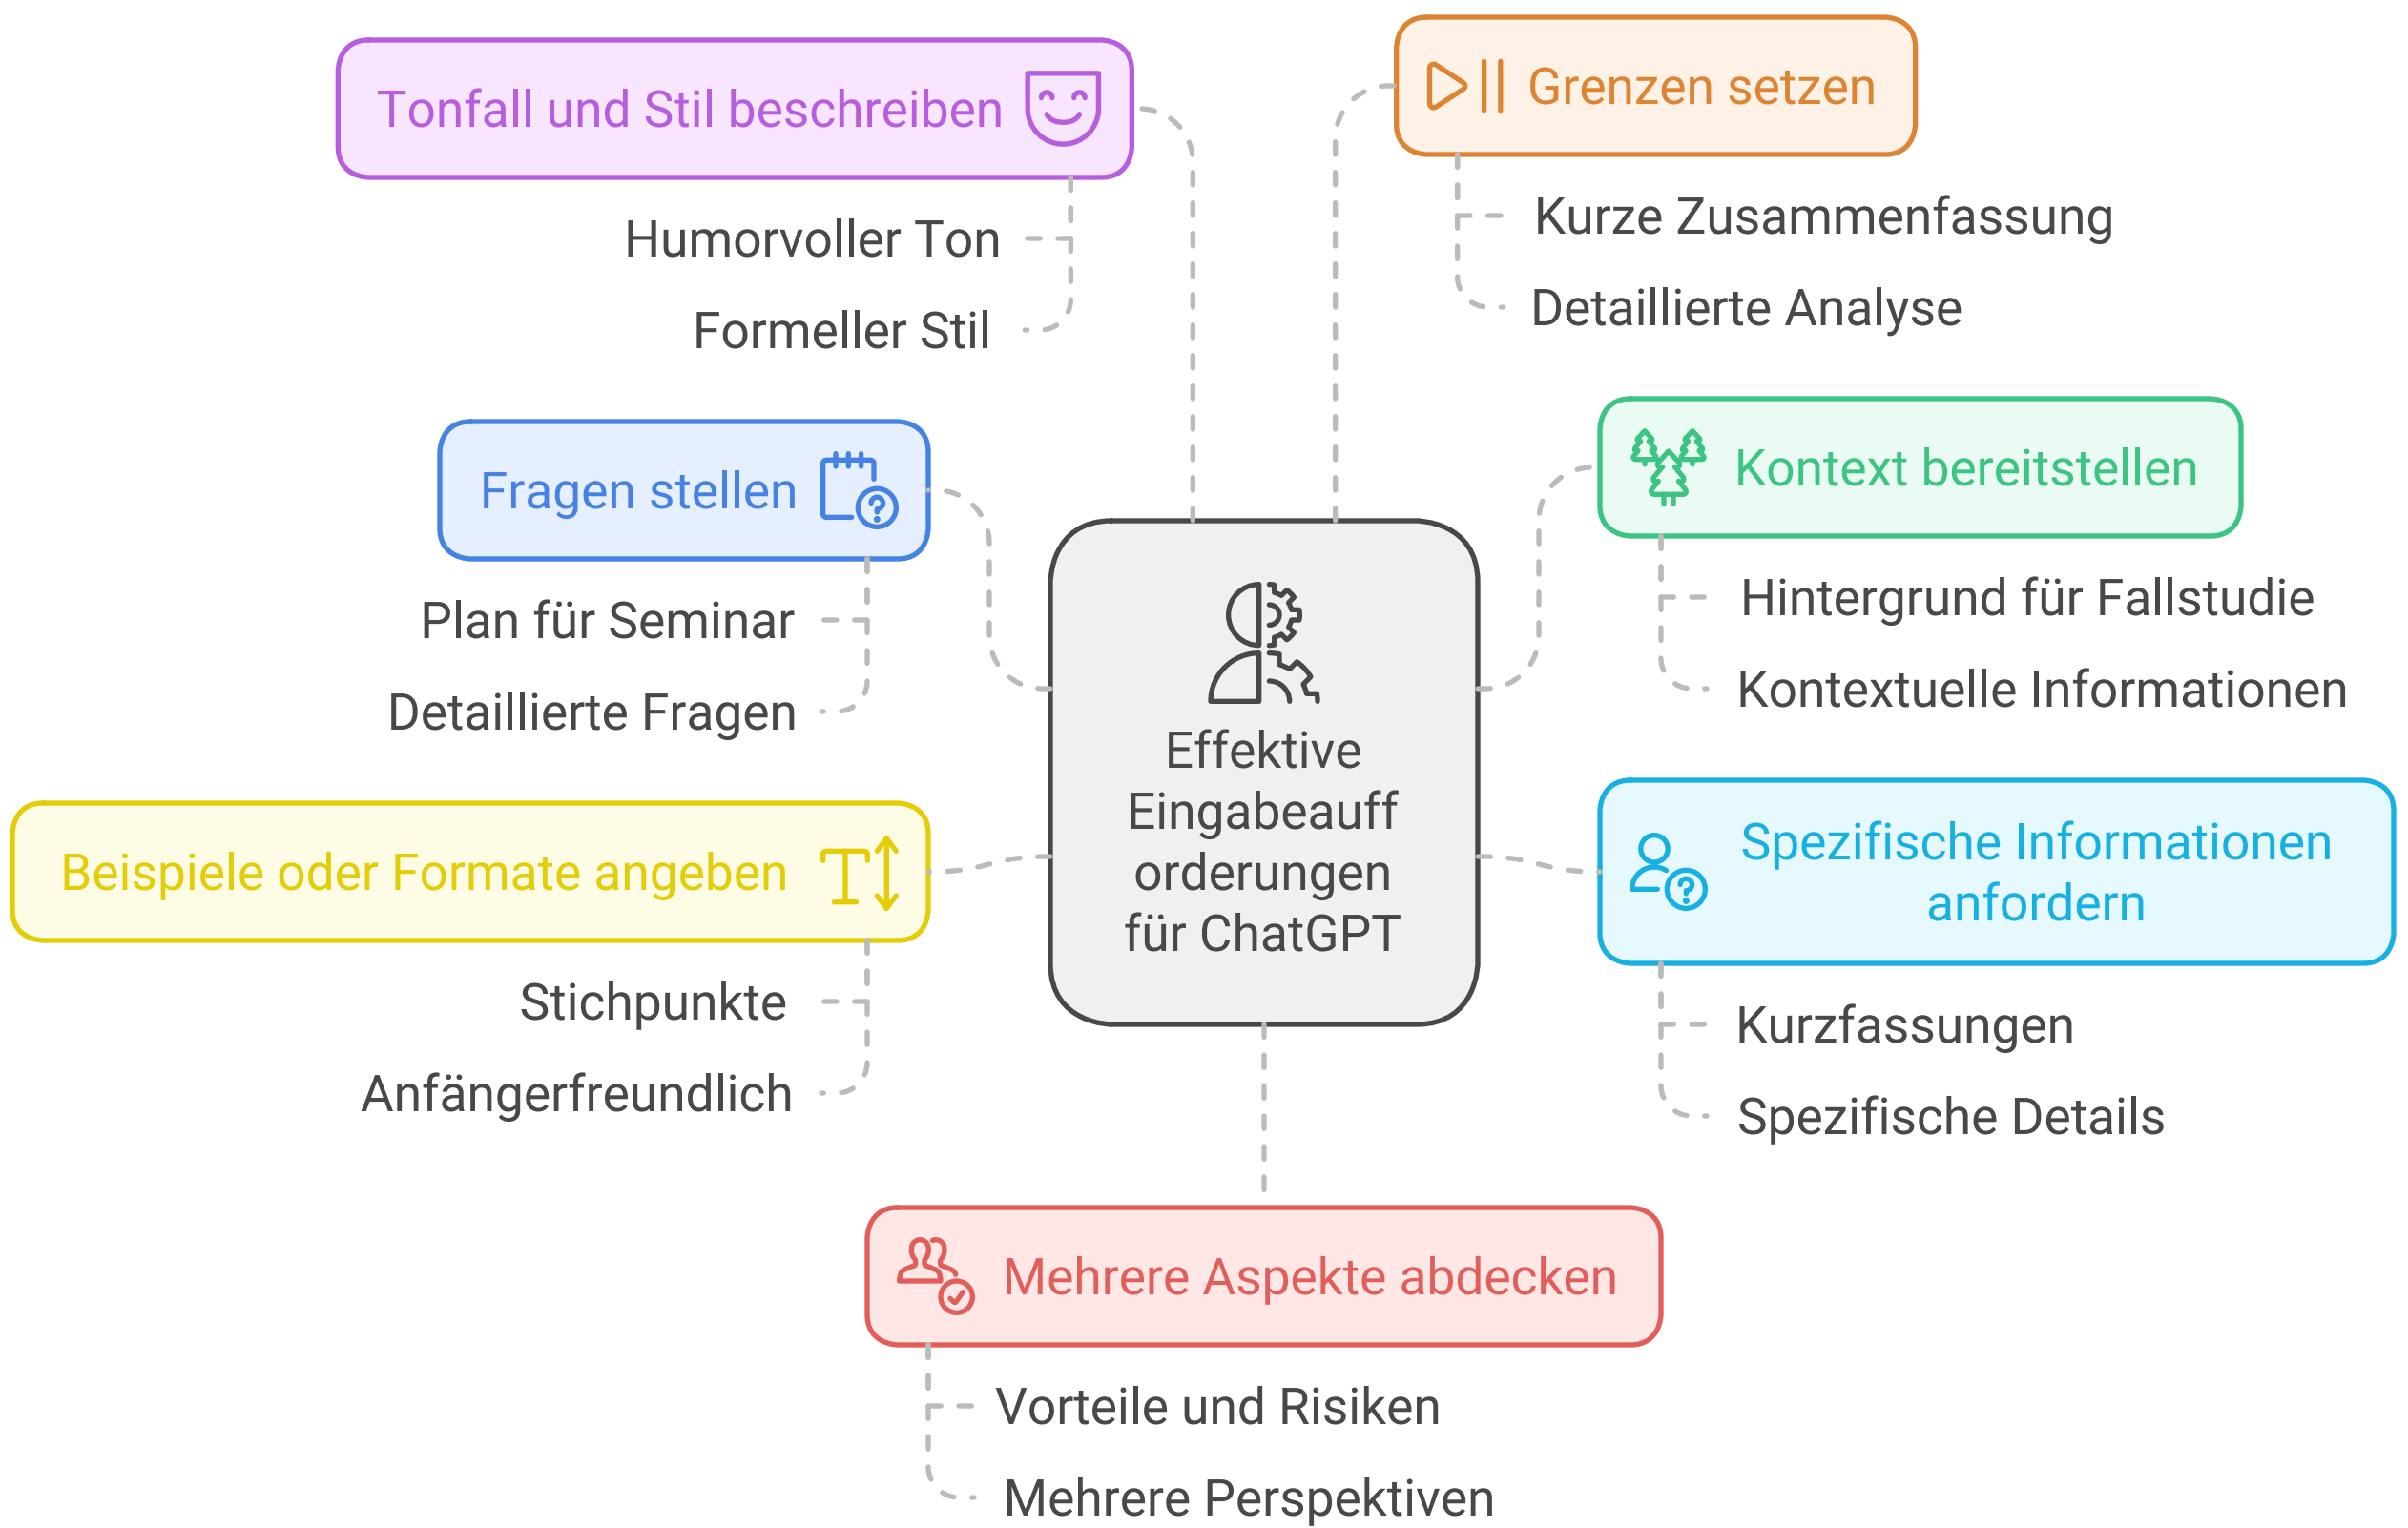 Tonfall und Stil beschreiben
Humorvoller Ton
Formeller Stil
Grenzen setzen
Kurze Zusammenfassung
Detaillierte Analyse
Fragen stellen
Plan für Seminar
Detaillierte Fragen
Kontext bereitstellen
Hintergrund für Fallstudie
Kontextuelle Informationen
Effektive
Eingabeauff
orderungen
für ChatGPT
Beispiele oder Formate angeben
Stichpunkte
Anfängerfreundlich
Spezifische Informationen
anfordern
Kurzfassungen
Spezifische Details
Mehrere Aspekte abdecken
Vorteile und Risiken
Mehrere Perspektiven